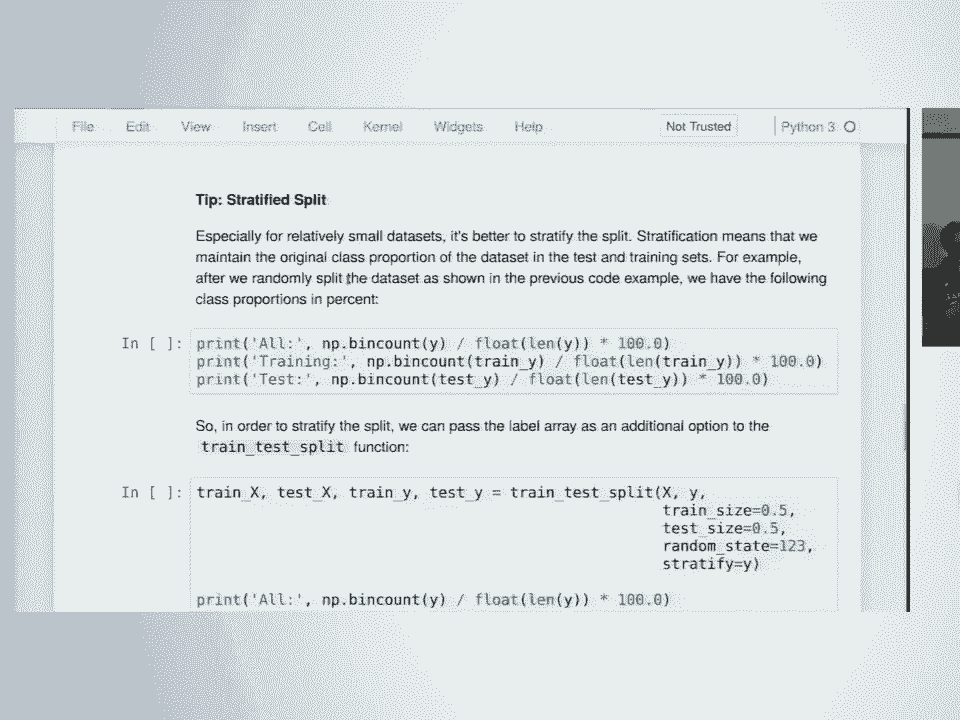 File Edit View Insert Cell Kernel Widgets Help Not Trusted Python 3
Tip: Stratified Split
Especially for relatively small datasets, it's better to stratify the split. Stratification means that we
maintain the original class proportion of the dataset in the test and training sets. For example,
after we randomly split the dataset as shown in the previous code example, we have the following
class proportions in percent:
In [ ]: print('All:', np.bincount(y) / float(len(y)) * 100.0)
print('Training:', np.bincount(train_y) / float(len(train_y)) * 100.0)
print('Test:', np.bincount(test_y) / float(len(test_y)) * 100.0)
So, in order to stratify the split, we can pass the label array as an additional option to the
train_test_split function:
In [ ]: train_X, test_X, train_y, test_y = train_test_split(X, y,
train_size=0.5,
test_size=0.5,
random_state=123,
stratify=y)
print('All:', np.bincount(y) / float(len(y)) * 100.0)